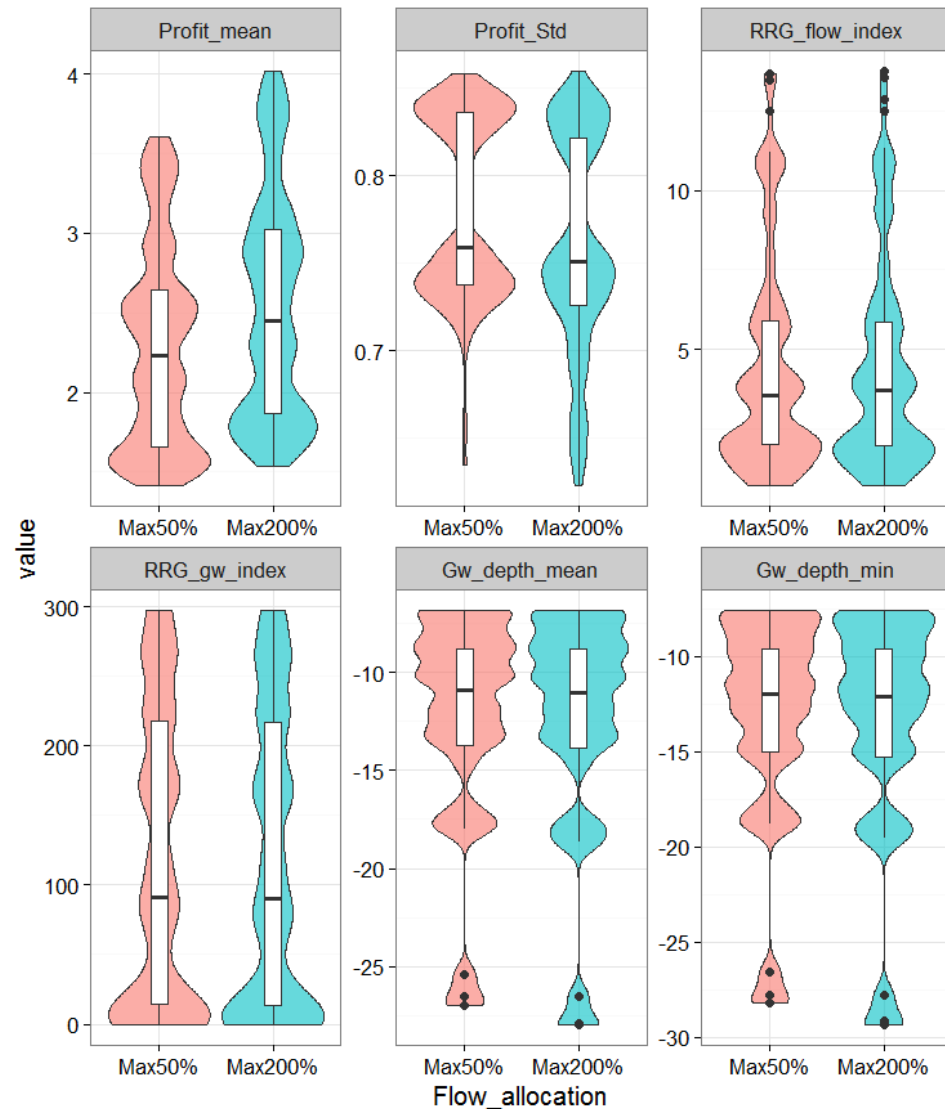 Profit_mean
Profit_Std
RRG_flow_index
4
3
2
0.8
0.7
10
5
Max50% Max200%
Max50% Max200%
Max50% Max200%
value
RRG_gw_index
Gw_depth_mean
Gw_depth_min
300
200
100
0
-10
-15
-20
-25
-10
-15
-20
-25
-30
Max50% Max200%
Max50% Max200%
Max50% Max200%
Flow_allocation